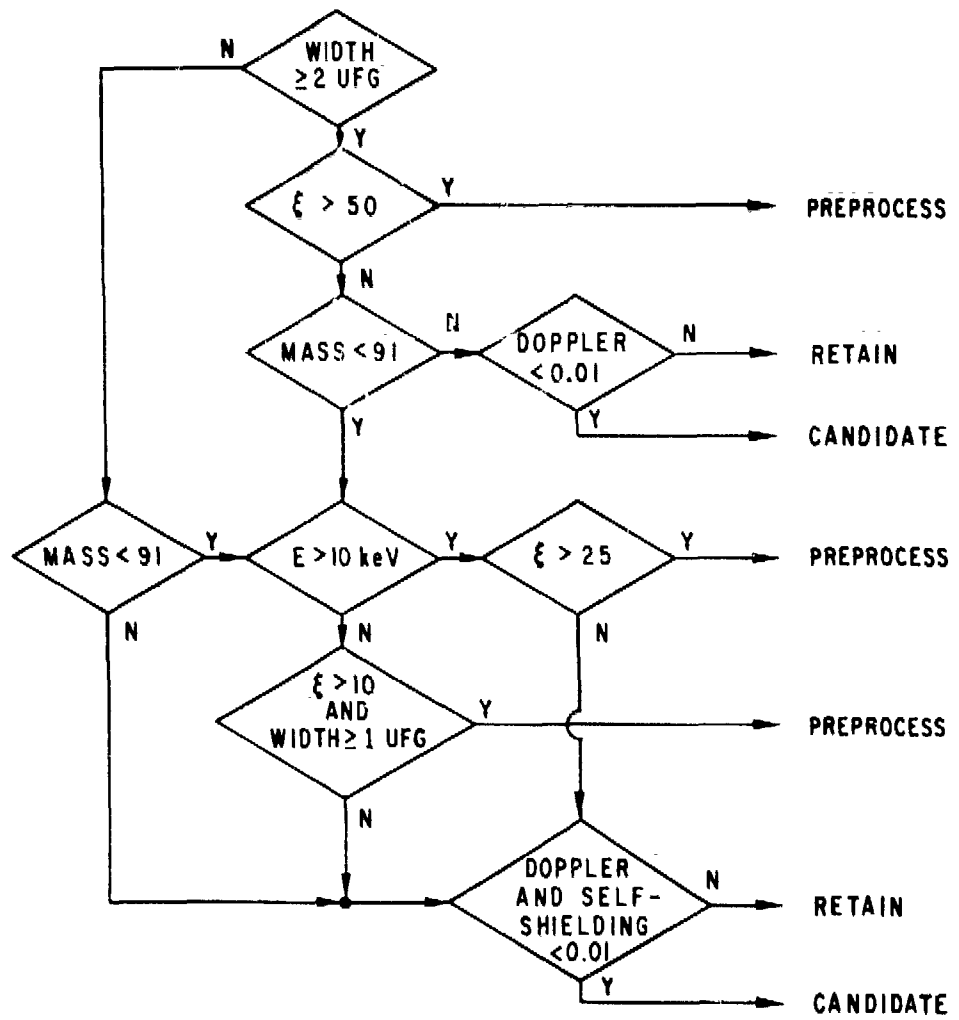 N
WIDTH
≥2 UFG
Y
ξ > 50
Y
PREPROCESS
N
MASS < 91
N
DOPPLER
<0.01
N
RETAIN
Y
CANDIDATE
Y
MASS < 91
Y
E >10 keV
Y
ξ > 25
Y
PREPROCESS
N
N
N
ξ >10
AND
WIDTH≥1 UFG
Y
PREPROCESS
N
DOPPLER
AND SELF-
SHIELDING
<0.01
N
RETAIN
Y
CANDIDATE